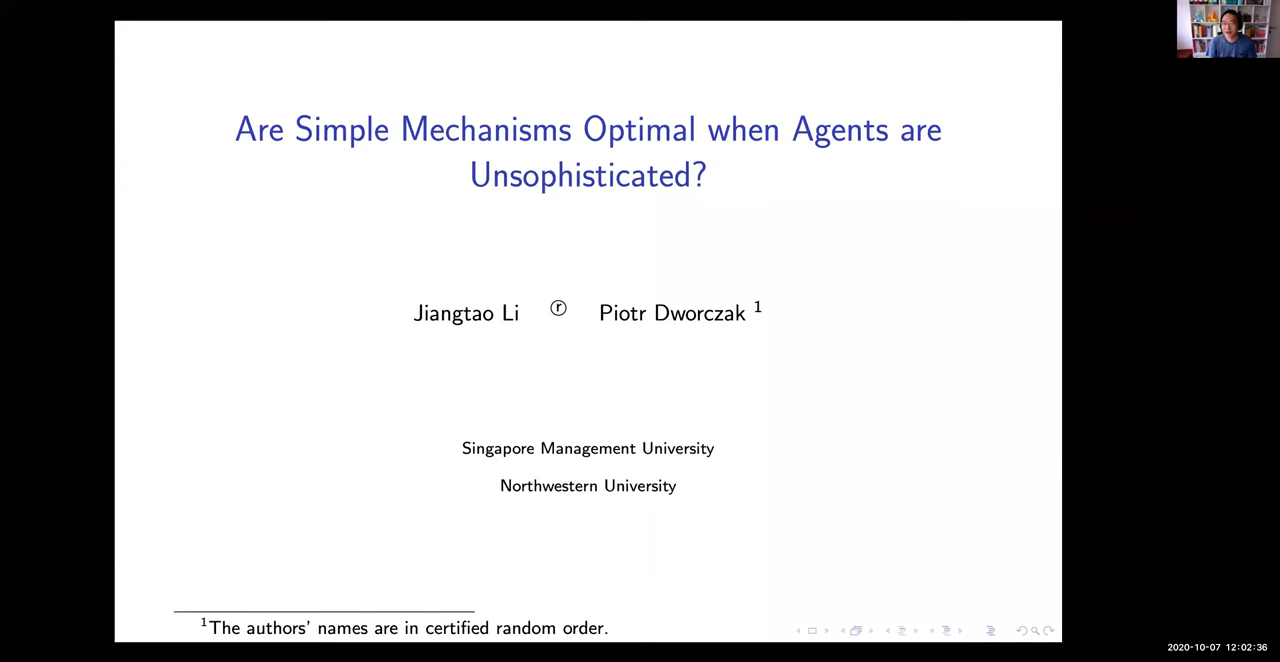 Are Simple Mechanisms Optimal when Agents are
Unsophisticated?
Jiangtao Li ⓡ Piotr Dworczak ¹
Singapore Management University
Northwestern University
¹The authors' names are in certified random order.
2020-10-07 12:02:36